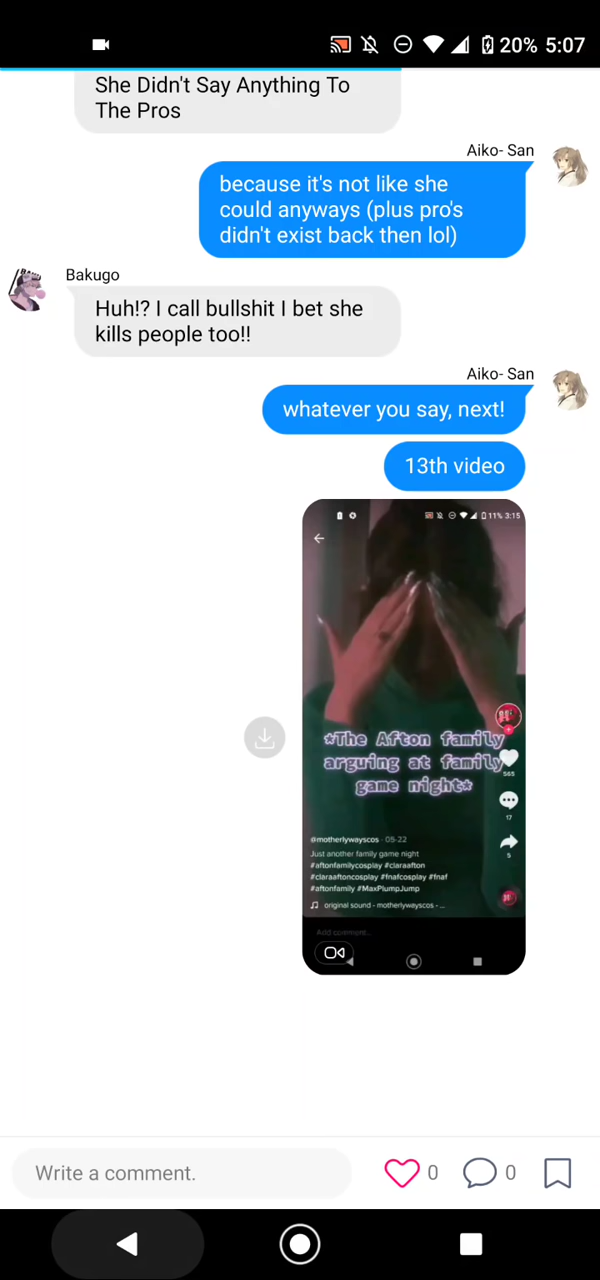 20% 5:07
She Didn't Say Anything To
The Pros
Aiko- San
because it's not like she
could anyways (plus pro's
didn't exist back then lol)
Bakugo
Huh!? I call bullshit I bet she
kills people too!!
Aiko- San
whatever you say, next!
13th video
11% 3:15
*The Afton family
arguing at family
game night*
565
17
5
@motherlywayscos · 05-22
Just another family game night
#aftonfamilycosplay #claraafton
#claraaftoncosplay #fnafcosplay #fnaf
#aftonfamily #MaxPlumpJump
original sound - motherlywayscos - ...
Add comment...
Write a comment.
0
0